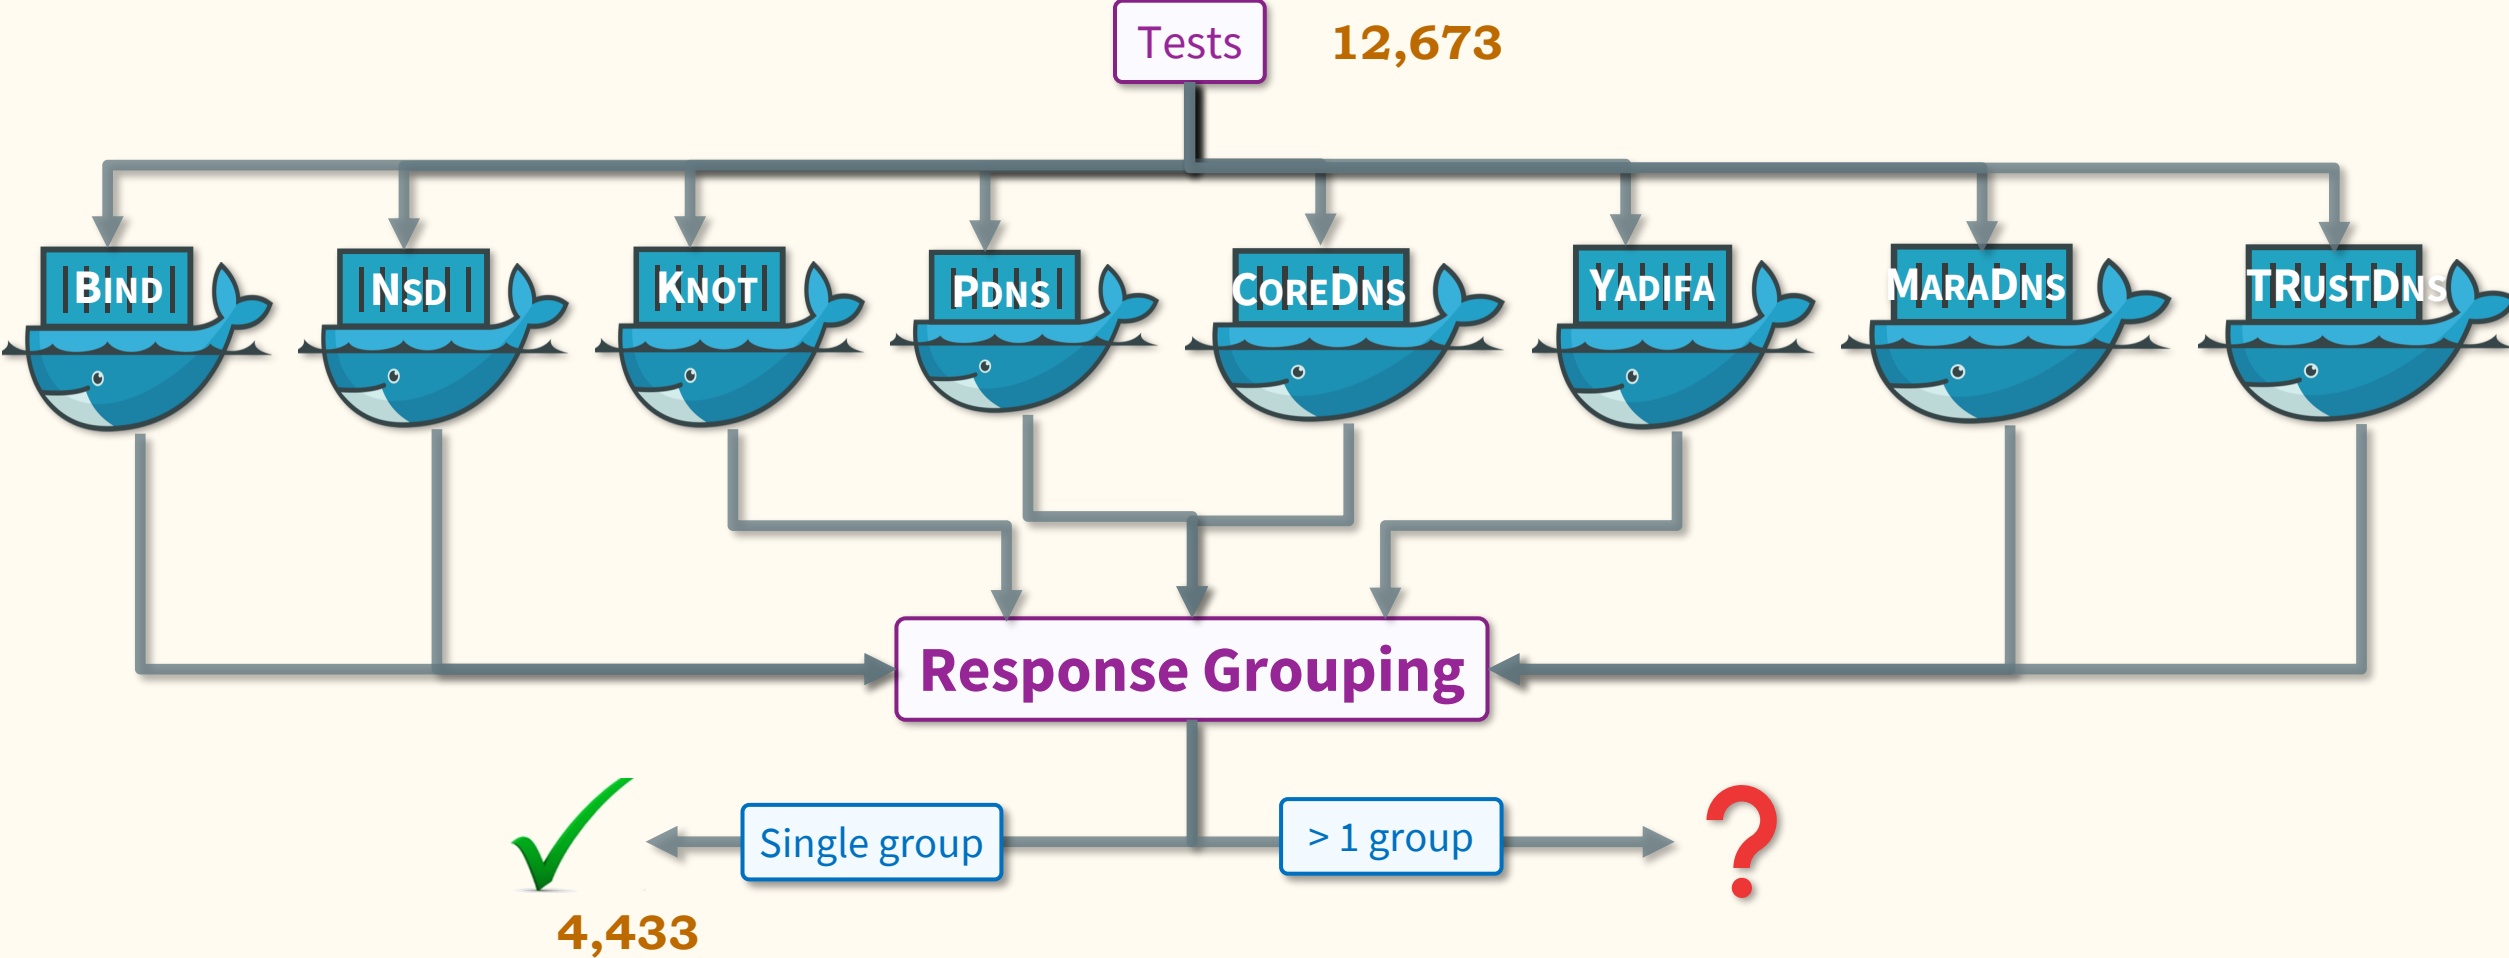 Tests
12,673
BIND
NSD
KNOT
PDNS
COREDNS
YADIFA
MARADNS
TRUSTDNS
Response Grouping
Single group
> 1 group
?
4,433